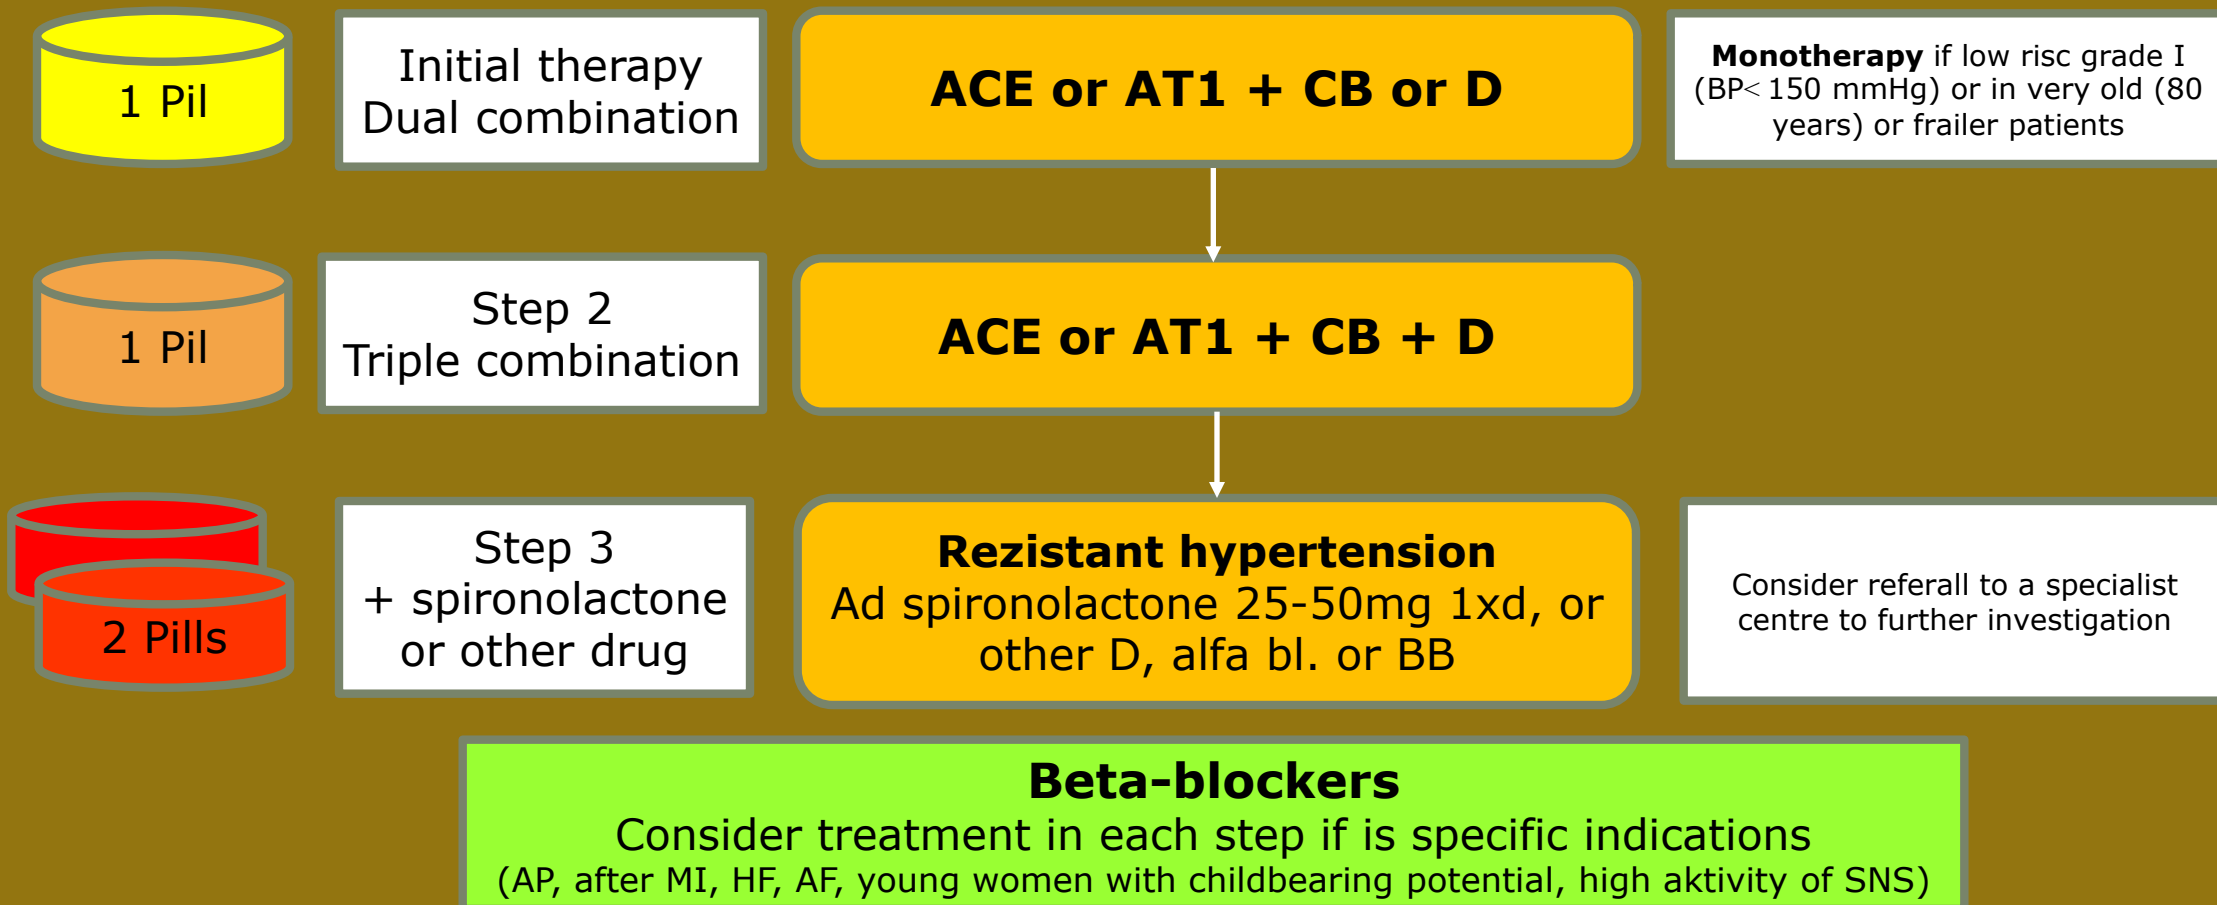 1 Pil
Initial therapy
Dual combination
ACE or AT1 + CB or D
Monotherapy if low risc grade I
(BP< 150 mmHg) or in very old (80
years) or frailer patients
1 Pil
Step 2
Triple combination
ACE or AT1 + CB + D
2 Pills
Step 3
+ spironolactone
or other drug
Rezistant hypertension
Ad spironolactone 25-50mg 1xd, or
other D, alfa bl. or BB
Consider referall to a specialist
centre to further investigation
Beta-blockers
Consider treatment in each step if is specific indications
(AP, after MI, HF, AF, young women with childbearing potential, high aktivity of SNS)